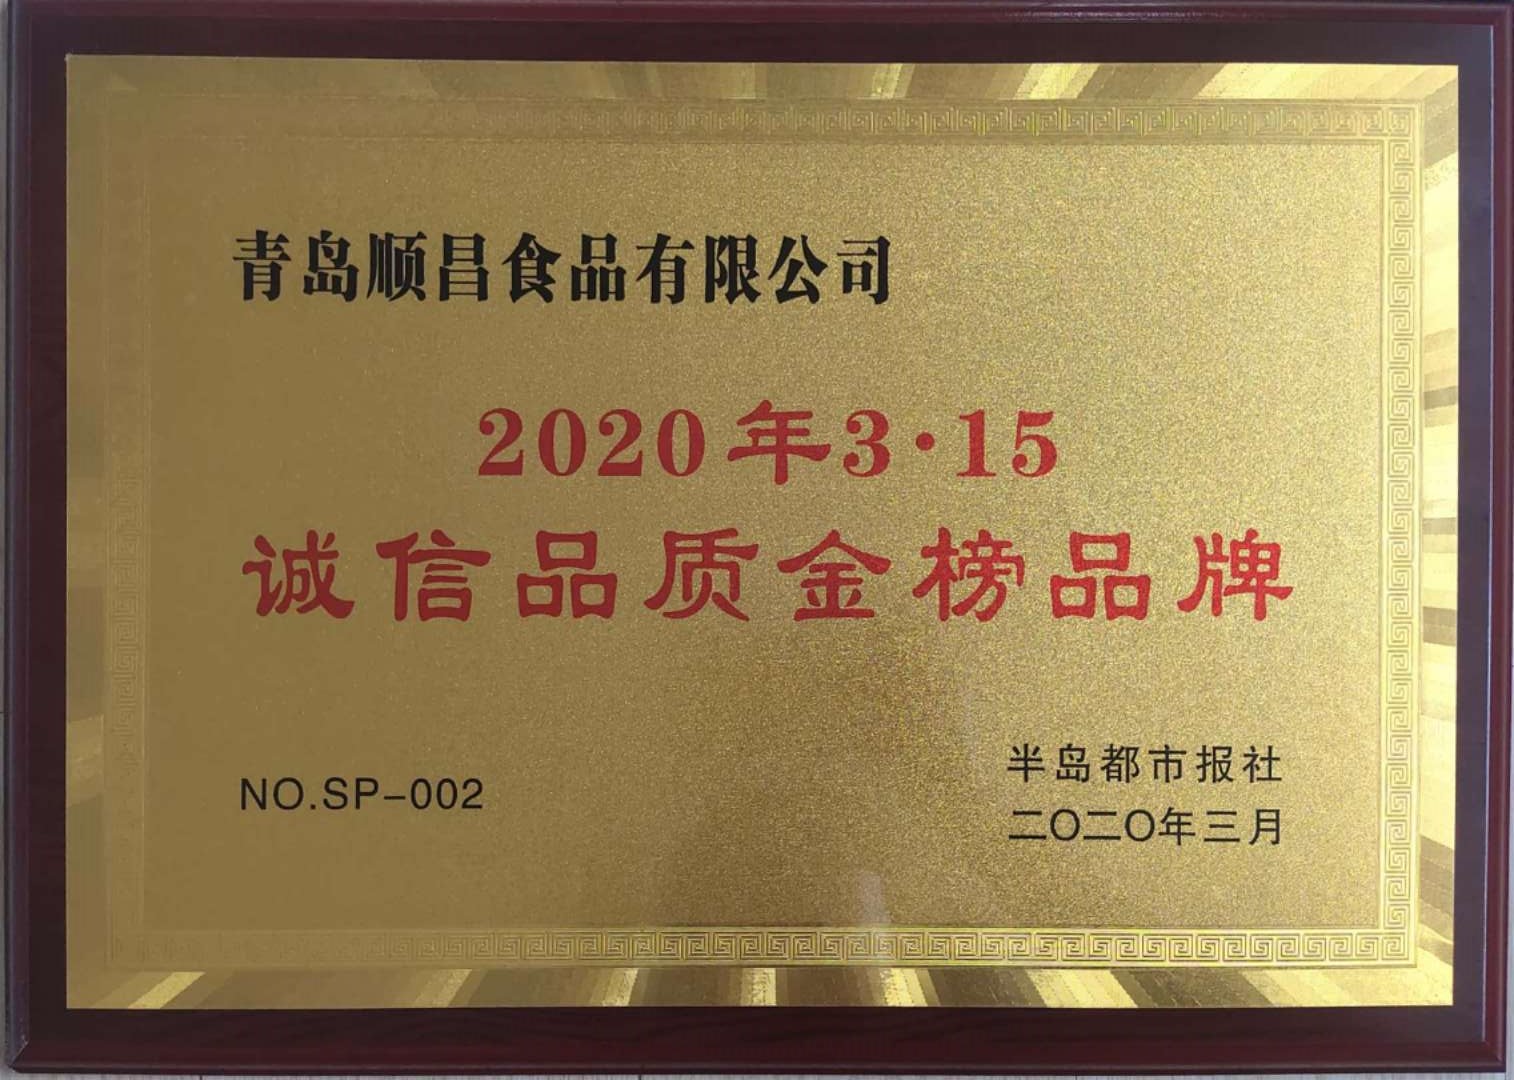 青岛顺昌食品有限公司
2020年3·15
诚信品质金榜品牌
NO.SP-002
半岛都市报社
二〇二〇年三月